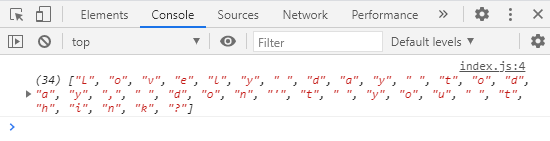 Elements Console Sources Network Performance »
top Filter Default levels ▼
index.js:4
(34) ["L", "o", "v", "e", "l", "y", " ", "d", "a", "y", " ", "t", "o", "d",
"a", "y", ",", " ", "d", "o", "n", "'", "t", " ", "y", "o", "u", " ", "t",
"h", "i", "n", "k", "?"]